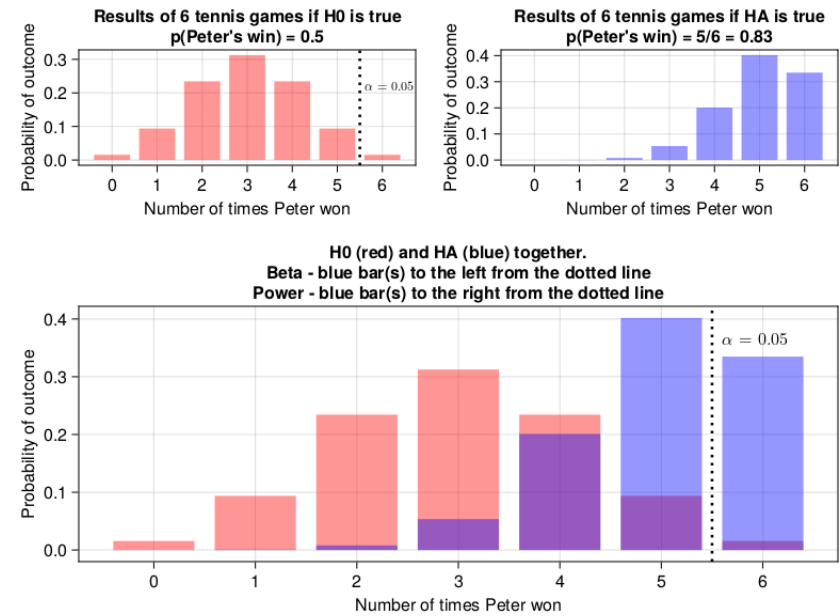 Results of 6 tennis games if H0 is true
p(Peter's win) = 0.5
Probability of outcome
0.3
0.2
0.1
0.0
α = 0.05
0 1 2 3 4 5 6
Number of times Peter won
Results of 6 tennis games if HA is true
p(Peter's win) = 5/6 = 0.83
Probability of outcome
0.4
0.3
0.2
0.1
0.0
0 1 2 3 4 5 6
Number of times Peter won
H0 (red) and HA (blue) together.
Beta - blue bar(s) to the left from the dotted line
Power - blue bar(s) to the right from the dotted line
Probability of outcome
0.4
0.3
0.2
0.1
0.0
α = 0.05
0 1 2 3 4 5 6
Number of times Peter won